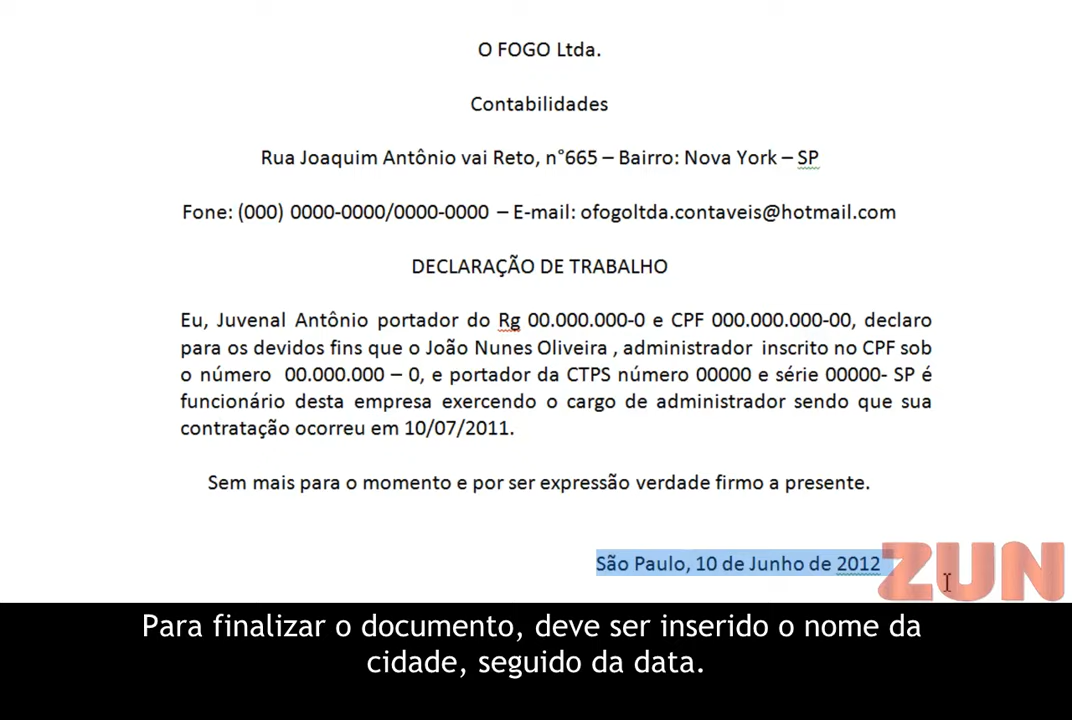 O FOGO Ltda.
Contabilidades
Rua Joaquim Antônio vai Reto, n°665 – Bairro: Nova York – SP
Fone: (000) 0000-0000/0000-0000 – E-mail: ofogoltda.contaveis@hotmail.com
DECLARAÇÃO DE TRABALHO
Eu, Juvenal Antônio portador do Rg 00.000.000-0 e CPF 000.000.000-00, declaro
para os devidos fins que o João Nunes Oliveira , administrador inscrito no CPF sob
o número 00.000.000 – 0, e portador da CTPS número 00000 e série 00000- SP é
funcionário desta empresa exercendo o cargo de administrador sendo que sua
contratação ocorreu em 10/07/2011.
Sem mais para o momento e por ser expressão verdade firmo a presente.
São Paulo, 10 de Junho de 2012
ZUN
Para finalizar o documento, deve ser inserido o nome da
cidade, seguido da data.